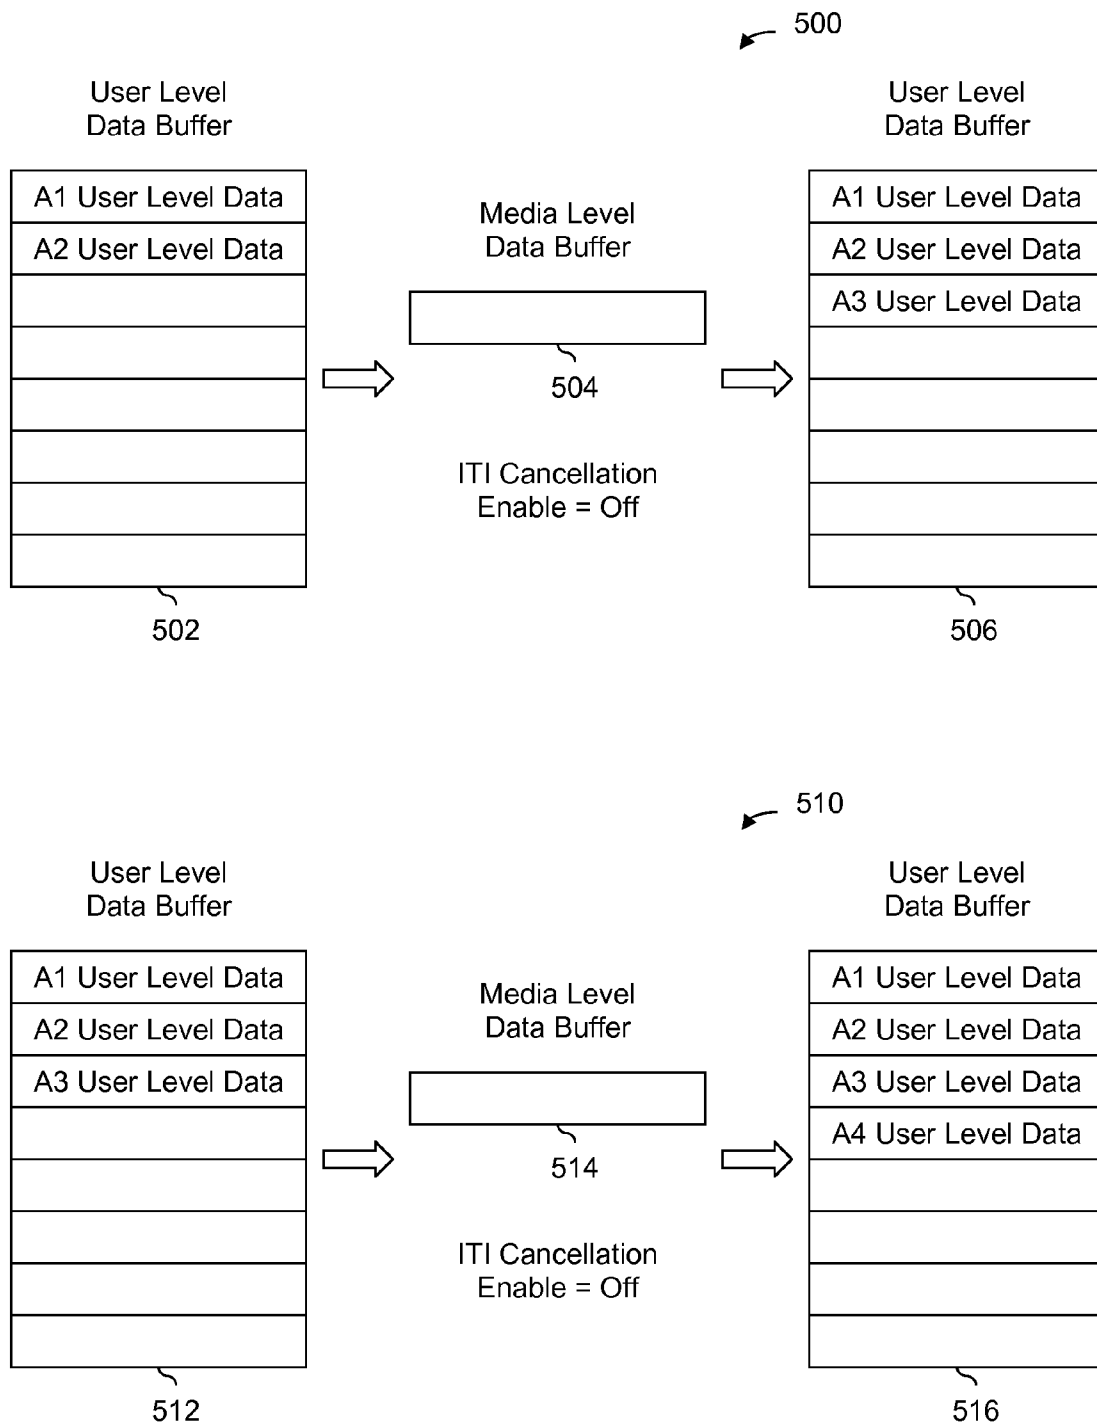 500
User Level
Data Buffer
User Level
Data Buffer
A1 User Level Data
A2 User Level Data
Media Level
Data Buffer
A1 User Level Data
A2 User Level Data
A3 User Level Data
504
ITI Cancellation
Enable = Off
502
506
510
User Level
Data Buffer
User Level
Data Buffer
A1 User Level Data
A2 User Level Data
A3 User Level Data
Media Level
Data Buffer
A1 User Level Data
A2 User Level Data
A3 User Level Data
A4 User Level Data
514
ITI Cancellation
Enable = Off
512
516